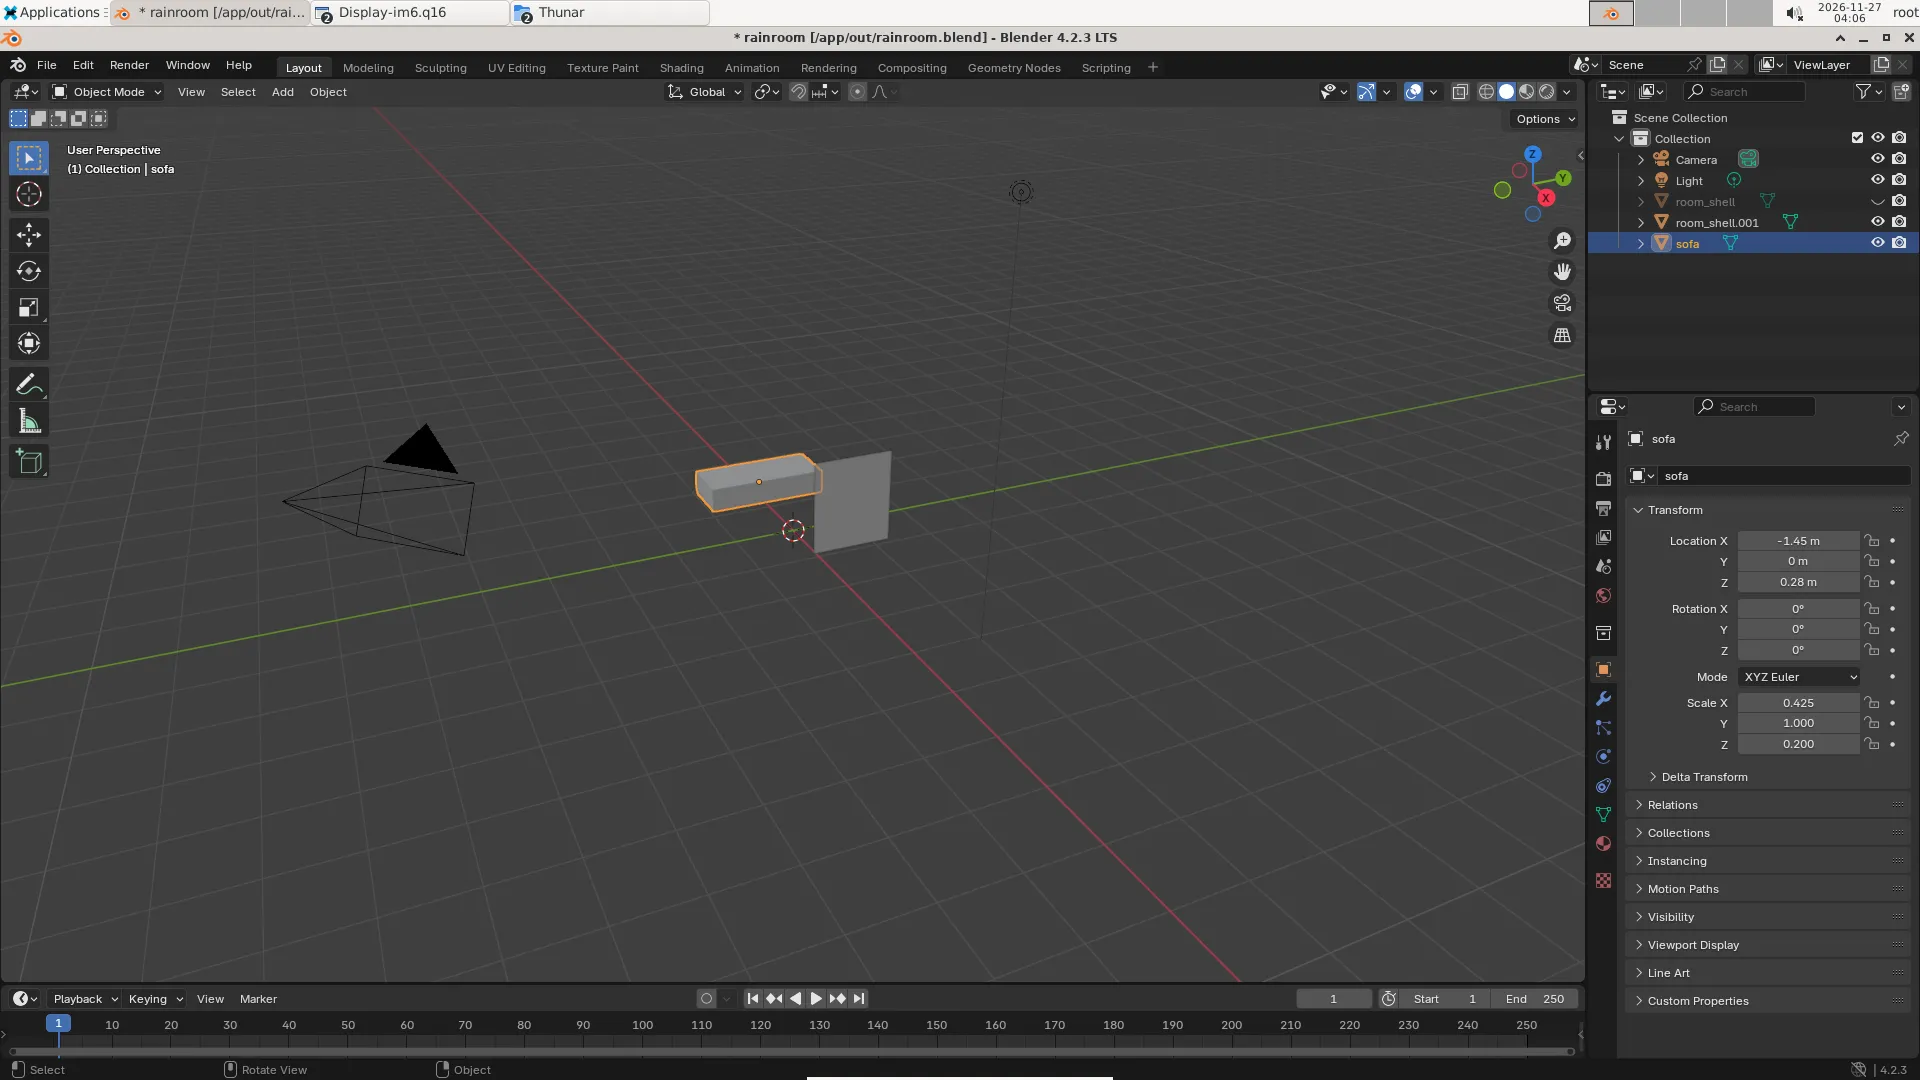 Applications
* rainroom [/app/out/rai...
2
Display-im6.q16
2
Thunar
2026-11-27
04:06
root
* rainroom [/app/out/rainroom.blend] - Blender 4.2.3 LTS
File
Edit
Render
Window
Help
Layout
Modeling
Sculpting
UV Editing
Texture Paint
Shading
Animation
Rendering
Compositing
Geometry Nodes
Scripting
Scene
ViewLayer
Object Mode
View
Select
Add
Object
Global
Search
Options
User Perspective
(1) Collection | sofa
Z
Y
X
Scene Collection
Collection
Camera
Light
room_shell
room_shell.001
sofa
Search
sofa
sofa
Transform
Location X -1.45 m
Y 0 m
Z 0.28 m
Rotation X 0°
Y 0°
Z 0°
Mode XYZ Euler
Scale X 0.425
Y 1.000
Z 0.200
Delta Transform
Relations
Collections
Instancing
Motion Paths
Visibility
Viewport Display
Line Art
Custom Properties
Playback
Keying
View
Marker
1
Start 1
End 250
1 10 20 30 40 50 60 70 80 90 100 110 120 130 140 150 160 170 180 190 200 210 220 230 240 250
Select
Rotate View
Object
4.2.3